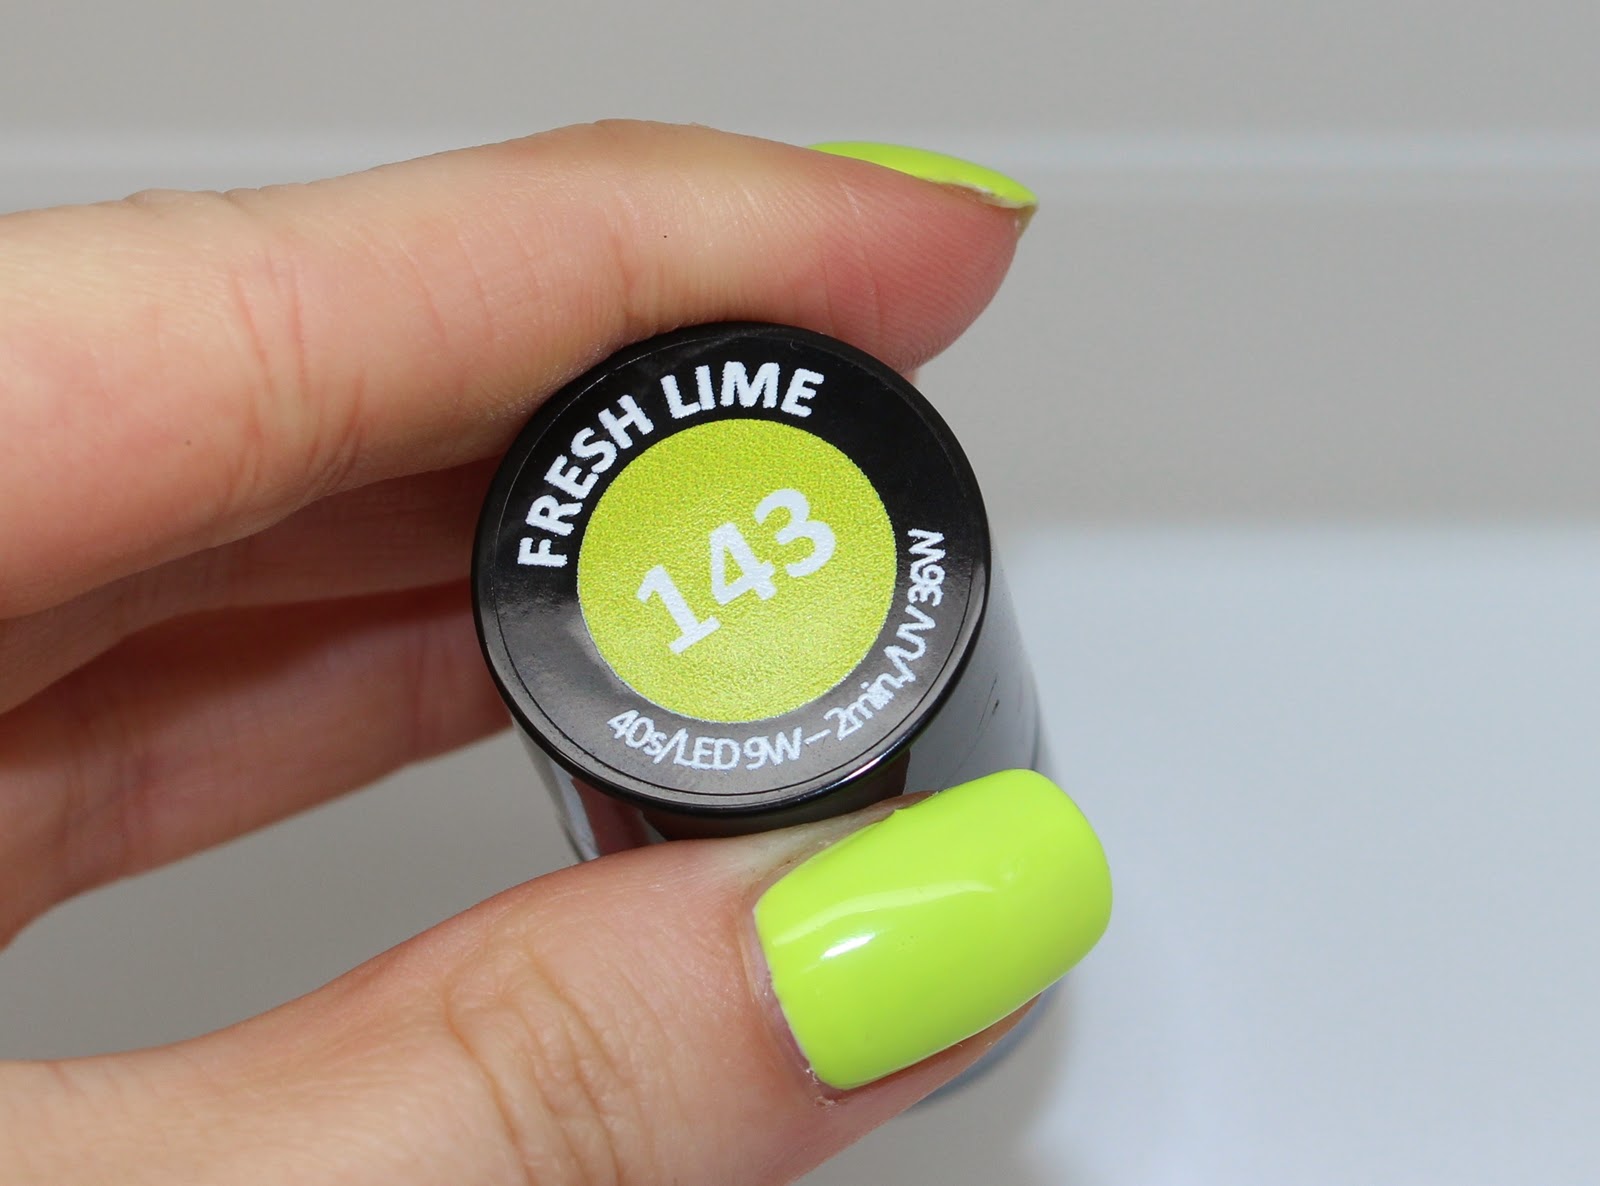 FRESH LIME
143
40s/LED 9W – 2min./UV 36W